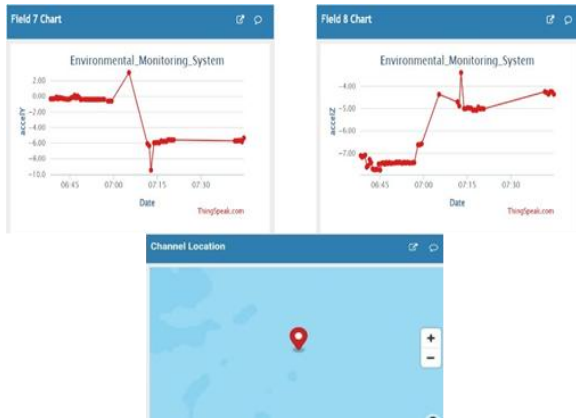 Field 7 Chart
Environmental_Monitoring_System
accelY
2.00
0.00
-2.00
-4.00
-6.00
-8.00
-10.0
06:45 07:00 07:15 07:30
Date
ThingSpeak.com
Field 8 Chart
Environmental_Monitoring_System
accelZ
-4.00
-5.00
-6.00
-7.00
06:45 07:00 07:15 07:30
Date
ThingSpeak.com
Channel Location
+
−